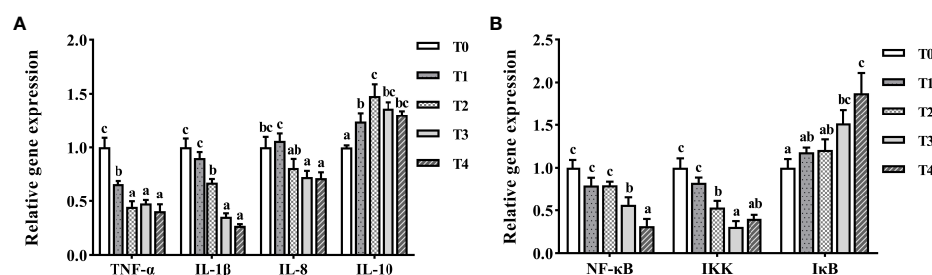 A
Relative gene expression
2.0
1.5
1.0
0.5
0.0
c b a a a
c c b a a
bc c ab a a
a b c bc bc
TNF-α IL-1β IL-8 IL-10
T0
T1
T2
T3
T4
B
Relative gene expression
2.5
2.0
1.5
1.0
0.5
0.0
c c c b a
c c b a ab
a ab ab bc c
NF-κB IKK IκB
T0
T1
T2
T3
T4